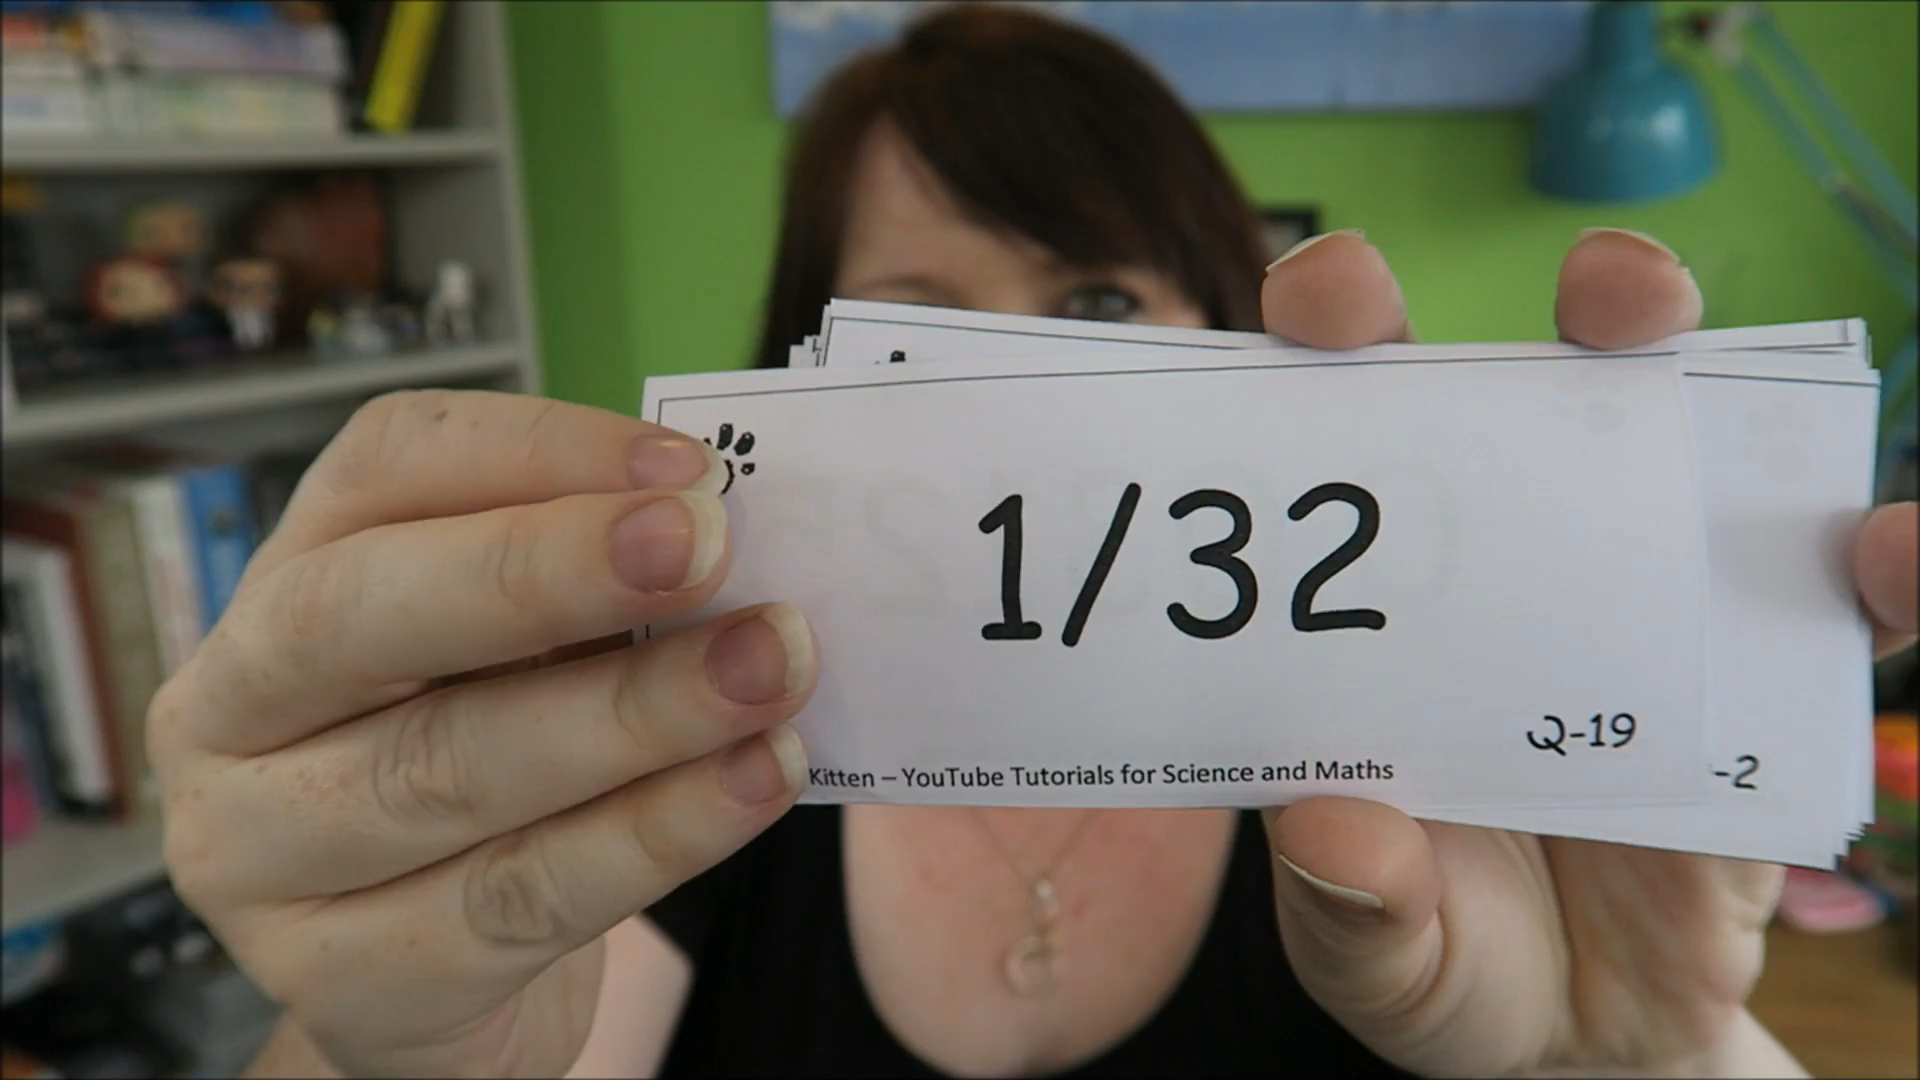 1/32
Q-19
Kitten – YouTube Tutorials for Science and Maths
-2